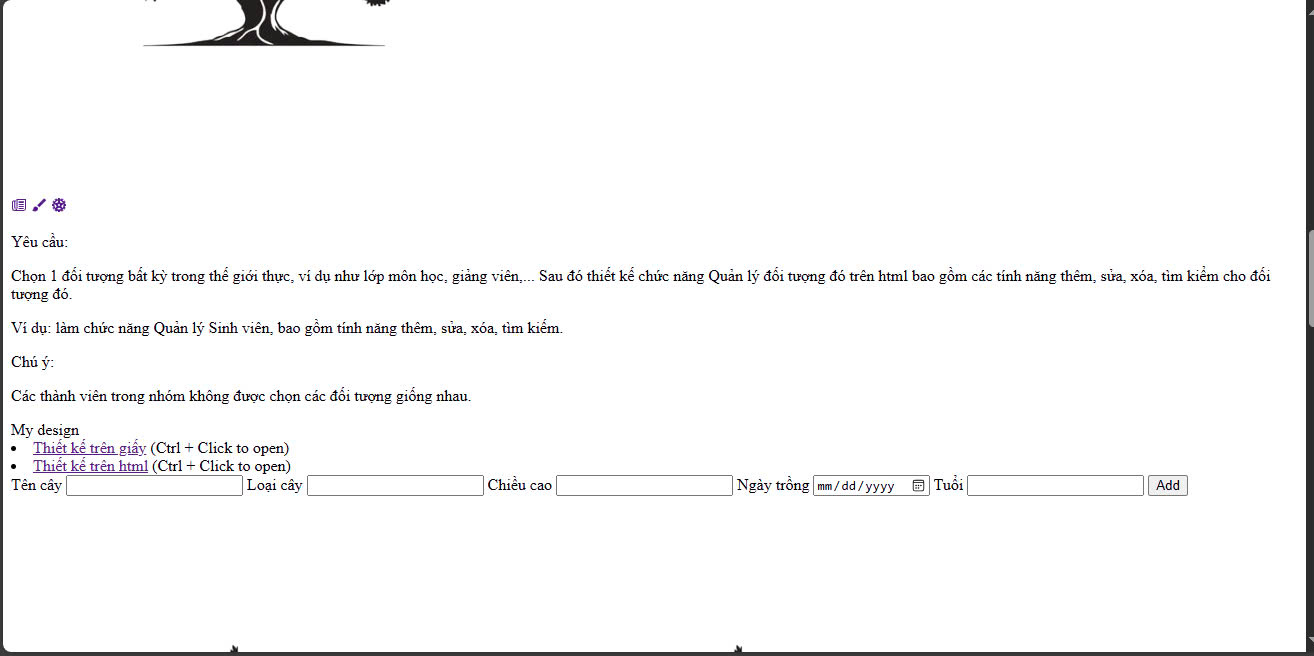 Yêu cầu:
Chọn 1 đối tượng bất kỳ trong thế giới thực, ví dụ như lớp môn học, giảng viên,... Sau đó thiết kế chức năng Quản lý đối tượng đó trên html bao gồm các tính năng thêm, sửa, xóa, tìm kiểm cho đối
tượng đó.
Ví dụ: làm chức năng Quản lý Sinh viên, bao gồm tính năng thêm, sửa, xóa, tìm kiếm.
Chú ý:
Các thành viên trong nhóm không được chọn các đối tượng giống nhau.
My design
Thiết kế trên giấy (Ctrl + Click to open)
Thiết kế trên html (Ctrl + Click to open)
Tên cây Loại cây Chiều cao Ngày trồng mm/dd/yyyy Tuổi Add